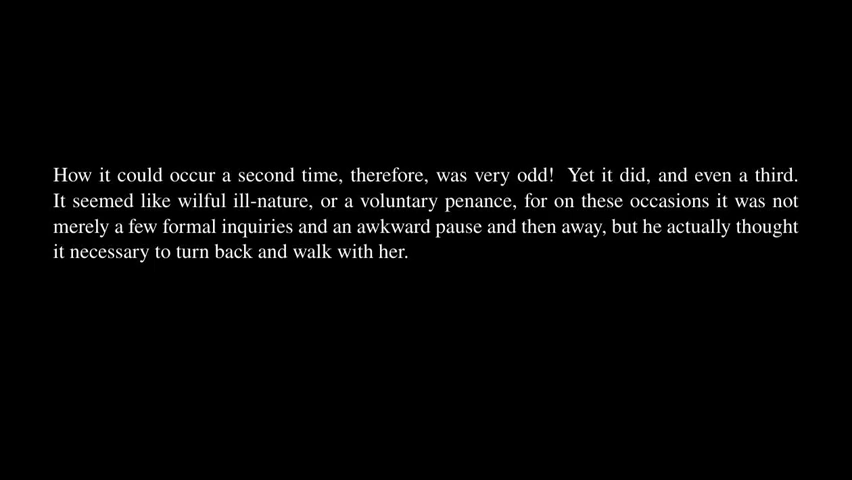 How it could occur a second time, therefore, was very odd! Yet it did, and even a third.
It seemed like wilful ill-nature, or a voluntary penance, for on these occasions it was not
merely a few formal inquiries and an awkward pause and then away, but he actually thought
it necessary to turn back and walk with her.